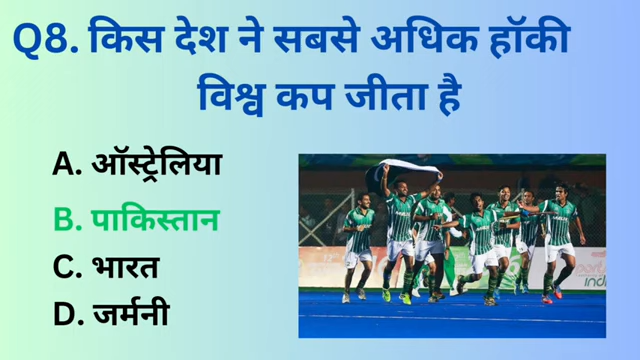 Q8. किस देश ने सबसे अधिक हॉकी
विश्व कप जीता है
A. ऑस्ट्रेलिया
B. पाकिस्तान
C. भारत
D. जर्मनी